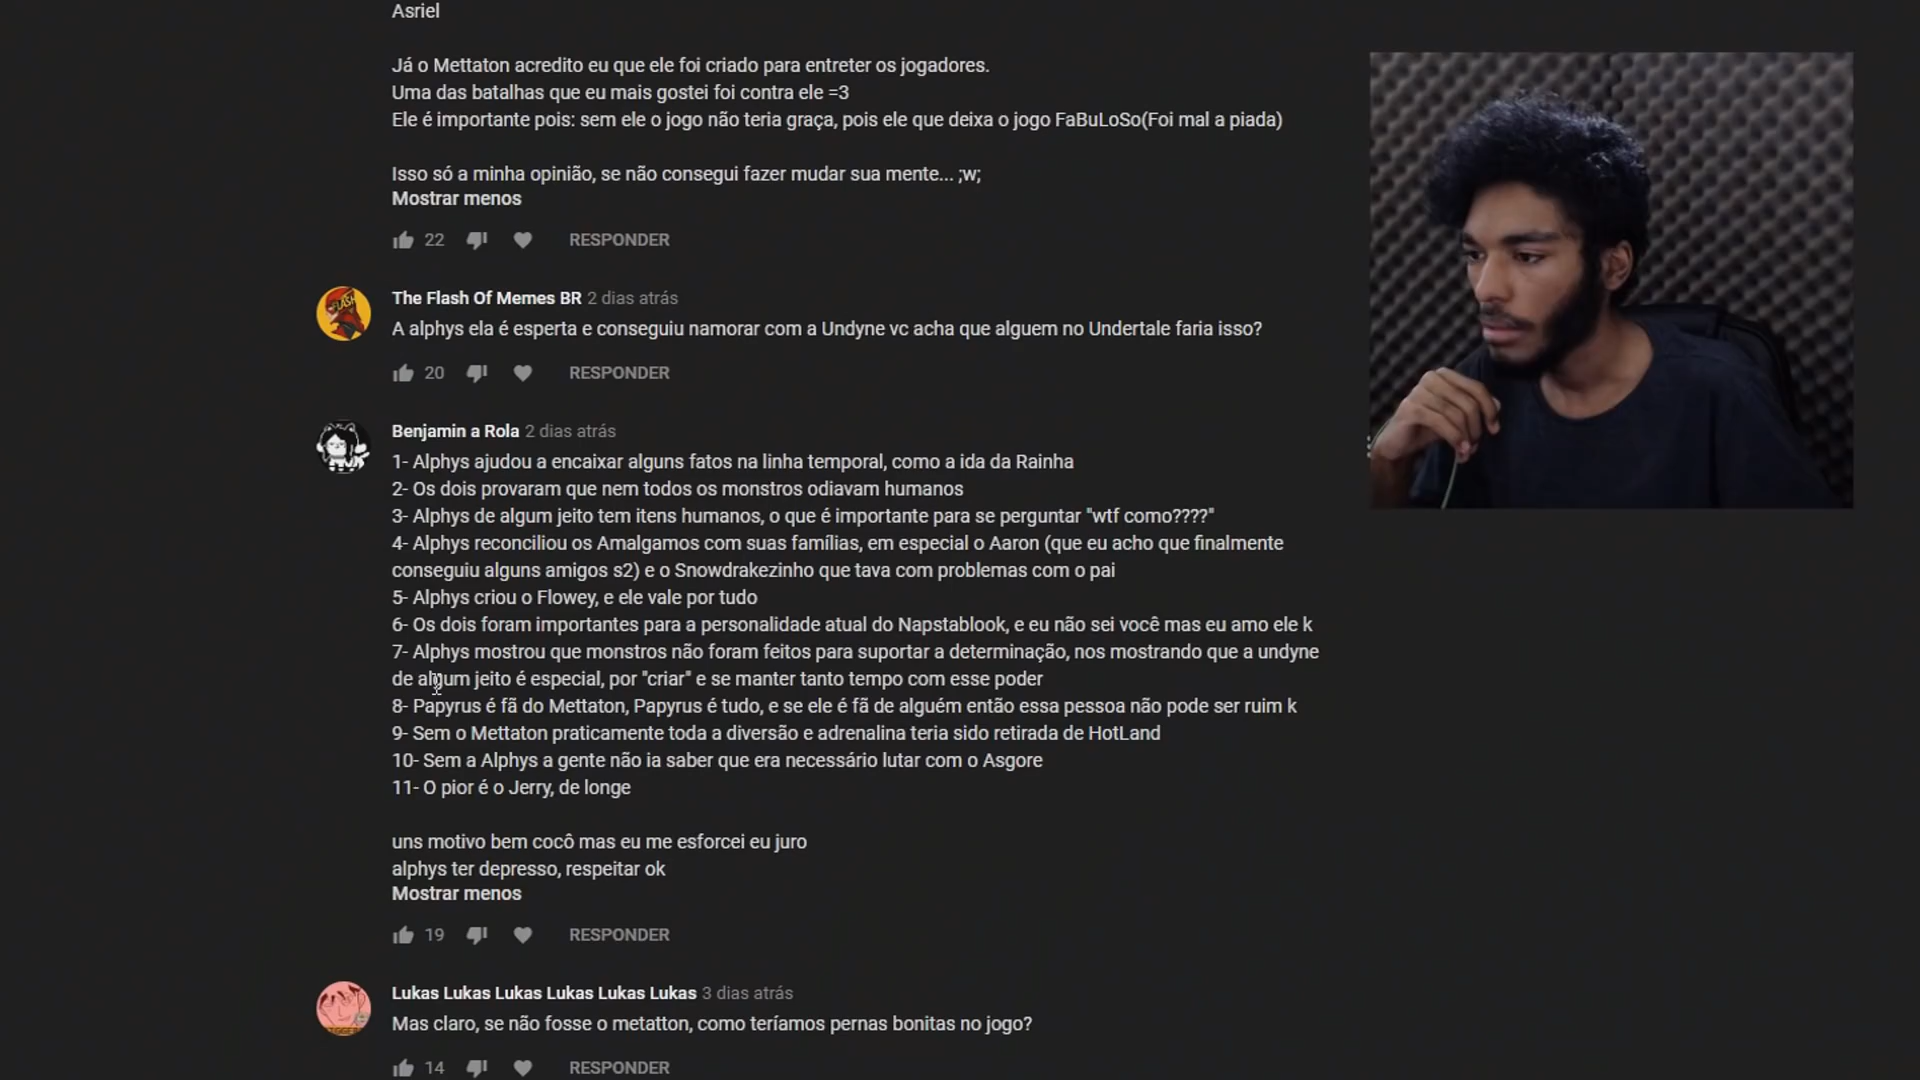 Asriel
Já o Mettaton acredito eu que ele foi criado para entreter os jogadores.
Uma das batalhas que eu mais gostei foi contra ele =3
Ele é importante pois: sem ele o jogo não teria graça, pois ele que deixa o jogo FaBuLoSo(Foi mal a piada)
Isso só a minha opinião, se não consegui fazer mudar sua mente... ;w;
Mostrar menos
22 RESPONDER
The Flash Of Memes BR 2 dias atrás
A alphys ela é esperta e conseguiu namorar com a Undyne vc acha que alguem no Undertale faria isso?
20 RESPONDER
Benjamin a Rola 2 dias atrás
1- Alphys ajudou a encaixar alguns fatos na linha temporal, como a ida da Rainha
2- Os dois provaram que nem todos os monstros odiavam humanos
3- Alphys de algum jeito tem itens humanos, o que é importante para se perguntar "wtf como????"
4- Alphys reconciliou os Amalgamos com suas famílias, em especial o Aaron (que eu acho que finalmente
conseguiu alguns amigos s2) e o Snowdrakezinho que tava com problemas com o pai
5- Alphys criou o Flowey, e ele vale por tudo
6- Os dois foram importantes para a personalidade atual do Napstablook, e eu não sei você mas eu amo ele k
7- Alphys mostrou que monstros não foram feitos para suportar a determinação, nos mostrando que a undyne
de algum jeito é especial, por "criar" e se manter tanto tempo com esse poder
8- Papyrus é fã do Mettaton, Papyrus é tudo, e se ele é fã de alguém então essa pessoa não pode ser ruim k
9- Sem o Mettaton praticamente toda a diversão e adrenalina teria sido retirada de HotLand
10- Sem a Alphys a gente não ia saber que era necessário lutar com o Asgore
11- O pior é o Jerry, de longe
uns motivo bem cocô mas eu me esforcei eu juro
alphys ter depresso, respeitar ok
Mostrar menos
19 RESPONDER
Lukas Lukas Lukas Lukas Lukas Lukas 3 dias atrás
Mas claro, se não fosse o metatton, como teríamos pernas bonitas no jogo?
14 RESPONDER